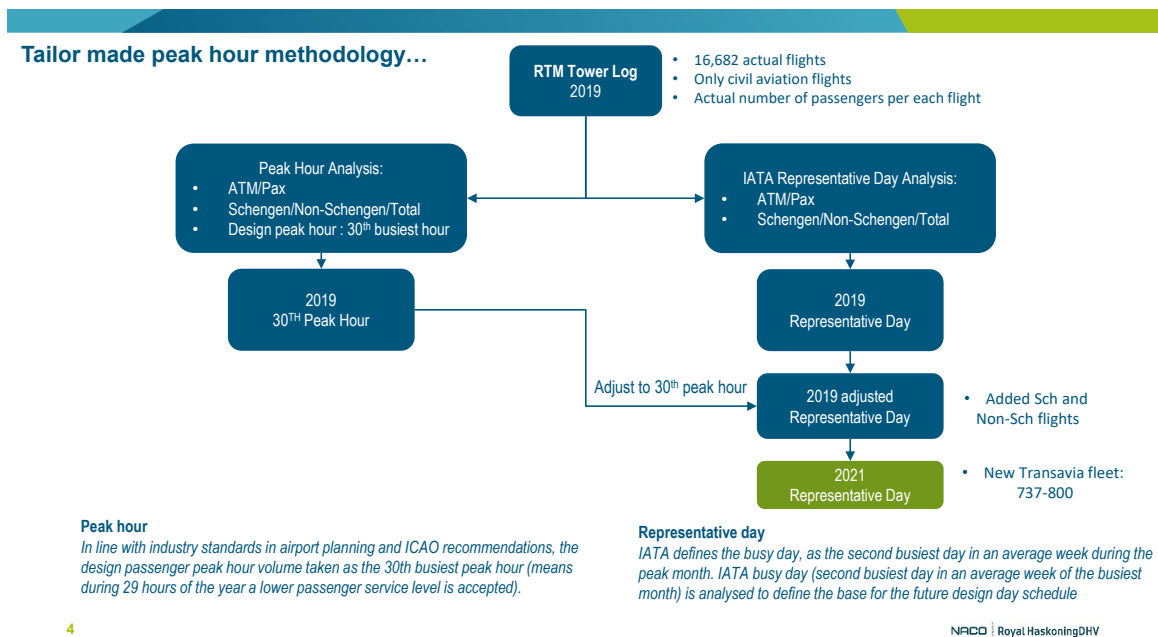 Tailor made peak hour methodology…
RTM Tower Log
2019
• 16,682 actual flights
• Only civil aviation flights
• Actual number of passengers per each flight
Peak Hour Analysis:
• ATM/Pax
• Schengen/Non-Schengen/Total
• Design peak hour : 30th busiest hour
IATA Representative Day Analysis:
• ATM/Pax
• Schengen/Non-Schengen/Total
2019
30TH Peak Hour
2019
Representative Day
Adjust to 30th peak hour
2019 adjusted
Representative Day
• Added Sch and
Non-Sch flights
2021
Representative Day
• New Transavia fleet:
737-800
Peak hour
In line with industry standards in airport planning and ICAO recommendations, the
design passenger peak hour volume taken as the 30th busiest peak hour (means
during 29 hours of the year a lower passenger service level is accepted).
Representative day
IATA defines the busy day, as the second busiest day in an average week during the
peak month. IATA busy day (second busiest day in an average week of the busiest
month) is analysed to define the base for the future design day schedule
4
NACO Royal HaskoningDHV